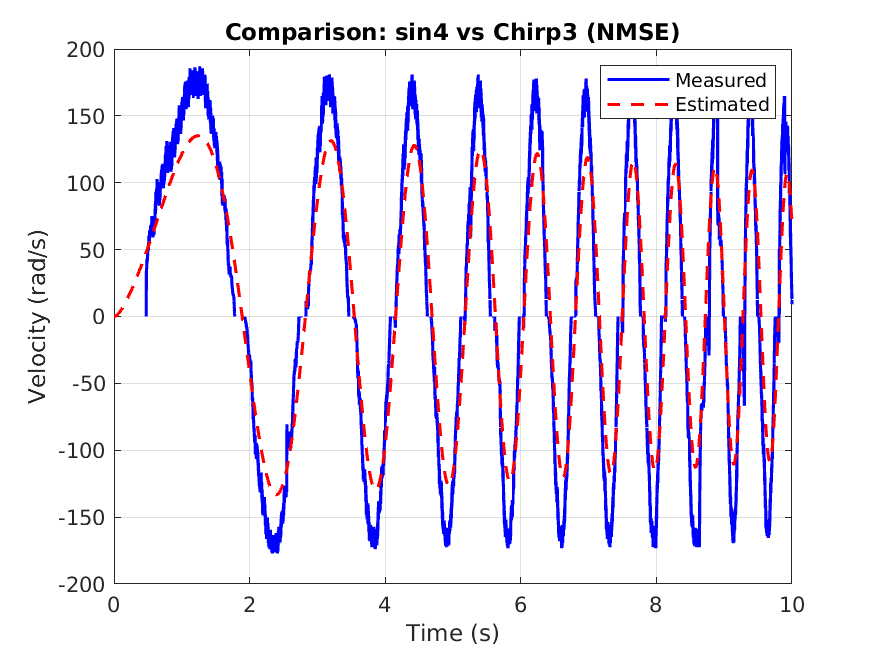 Comparison: sin4 vs Chirp3 (NMSE)
Measured
Estimated
200
150
100
50
0
-50
-100
-150
-200
Velocity (rad/s)
0 2 4 6 8 10
Time (s)